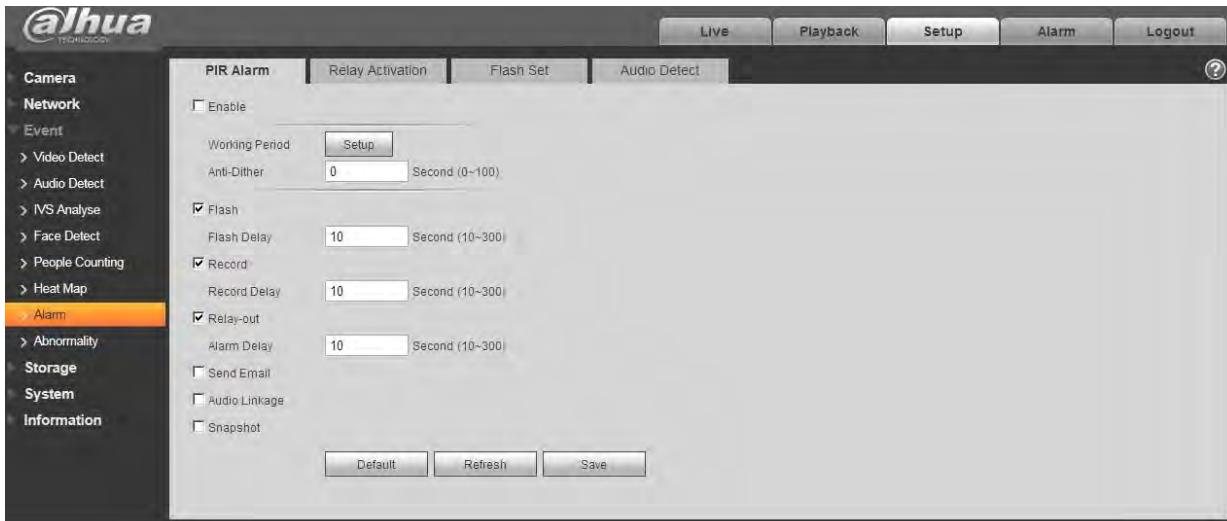 alhua
TECHNOLOGY
Live
Playback
Setup
Alarm
Logout
Camera
Network
Event
> Video Detect
> Audio Detect
> IVS Analyse
> Face Detect
> People Counting
> Heat Map
> Alarm
> Abnormality
Storage
System
Information
PIR Alarm
Relay Activation
Flash Set
Audio Detect
?
Enable
Working Period Setup
Anti-Dither 0 Second (0~100)
Flash
Flash Delay 10 Second (10~300)
Record
Record Delay 10 Second (10~300)
Relay-out
Alarm Delay 10 Second (10~300)
Send Email
Audio Linkage
Snapshot
Default
Refresh
Save